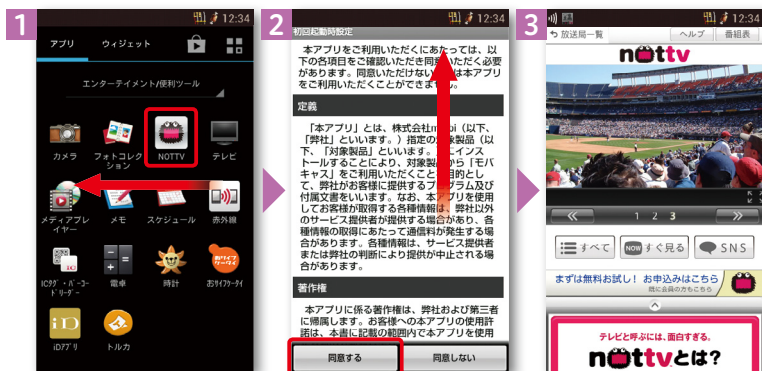 1
12:34
アプリ
ウィジェット
エンターテイメント/便利ツール
カメラ
フォトコレク
ション
NOTTV
テレビ
メディアプレ
イヤー
メモ
スケジュール
赤外線
ICタグ・バーコー
ドリーダー
電卓
時計
おサイフケータイ
iDアプリ
トルカ
2
12:34
初回起動時設定
本アプリをご利用いただくにあたっては、以
下の各項目をご確認いただき同意いただく必要
があります。同意いただけない
は本アプリ
をご利用いただくことができません。
定義
「本アプリ」とは、株式会社m
bi（以下、
「弊社」といいます。）指定の対象製品（以
下、「対象製品」といいます。）にインス
トールすることにより、対象製品から「モバ
キャス」をご利用いただくことを目的とし
て、弊社がお客様に提供するプログラム及び
付属文書をいいます。なお、本アプリを使用
してお客様が取得する各種情報は、弊社以外
のサービス提供者が提供する場合があり、各
種情報の取得にあたって通信料が発生する場
合があります。各種情報は、サービス提供者
または弊社の判断により提供が中止される場
合があります。
著作権
本アプリに係る著作権は、弊社および第三者
に帰属します。お客様への本アプリの使用許
諾は、本書に記載の範囲内で本アプリを使用
同意する
同意しない
3
12:34
放送局一覧
ヘルプ
番組表
nottv
1 2 3
すべて
NOW すぐ見る
SNS
まずは無料お試し！ お申込みはこちら
既に会員の方もこちら
テレビと呼ぶには、面白すぎる。
nottvとは?